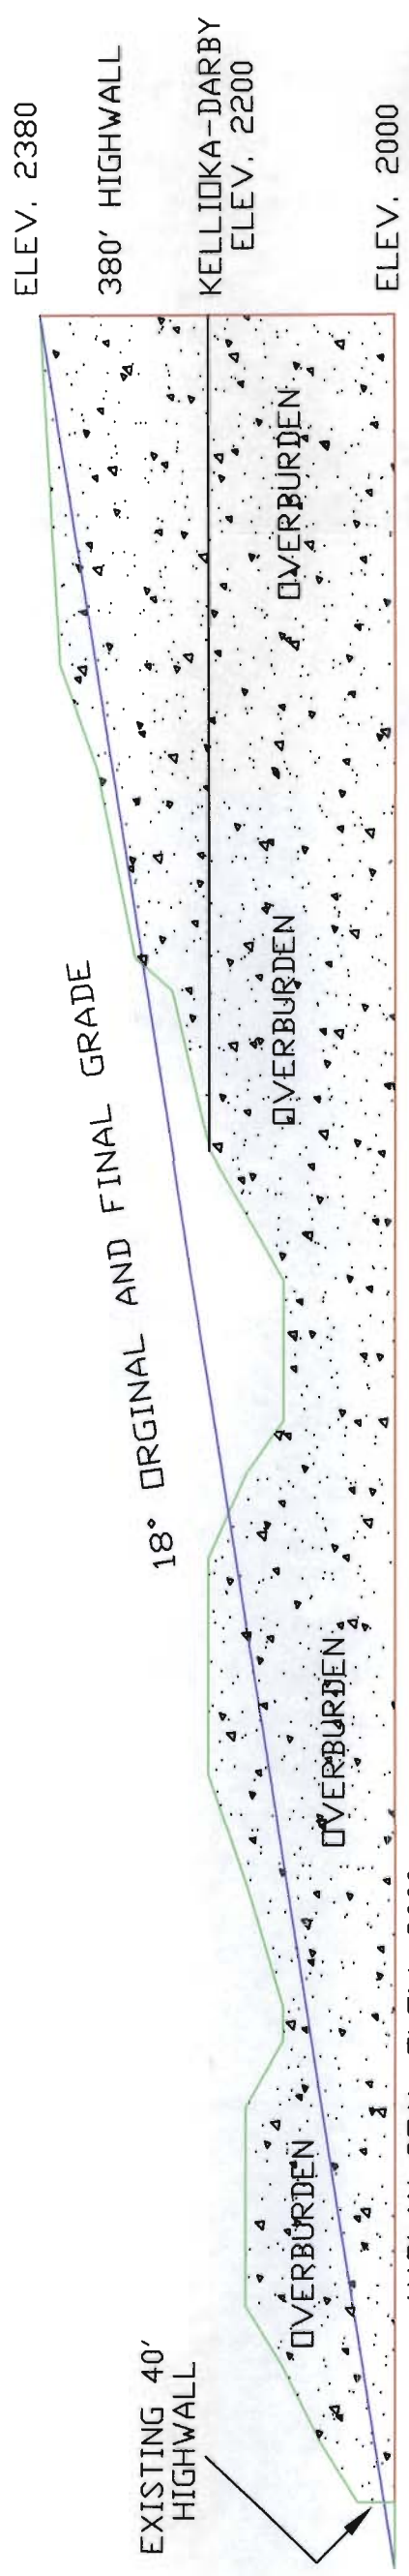 ELEV. 2380
380' HIGHWALL
KELLIOKA-DARBY
ELEV. 2200
ELEV. 2000
18° ORGINAL AND FINAL GRADE
OVERBURDEN
OVERBURDEN
OVERBURDEN
OVERBURDEN
EXISTING 40'
HIGHWALL